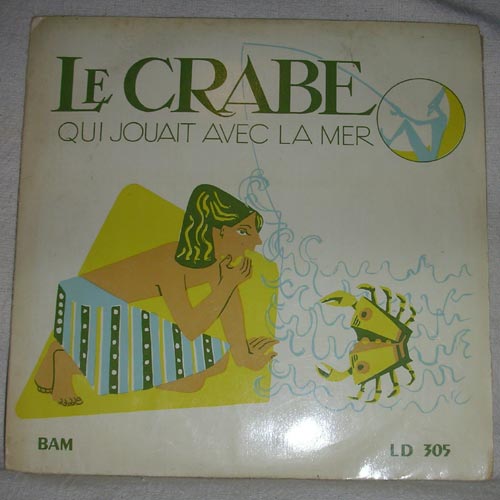 LE CRABE
QUI JOUAIT AVEC LA MER
BAM
LD 305